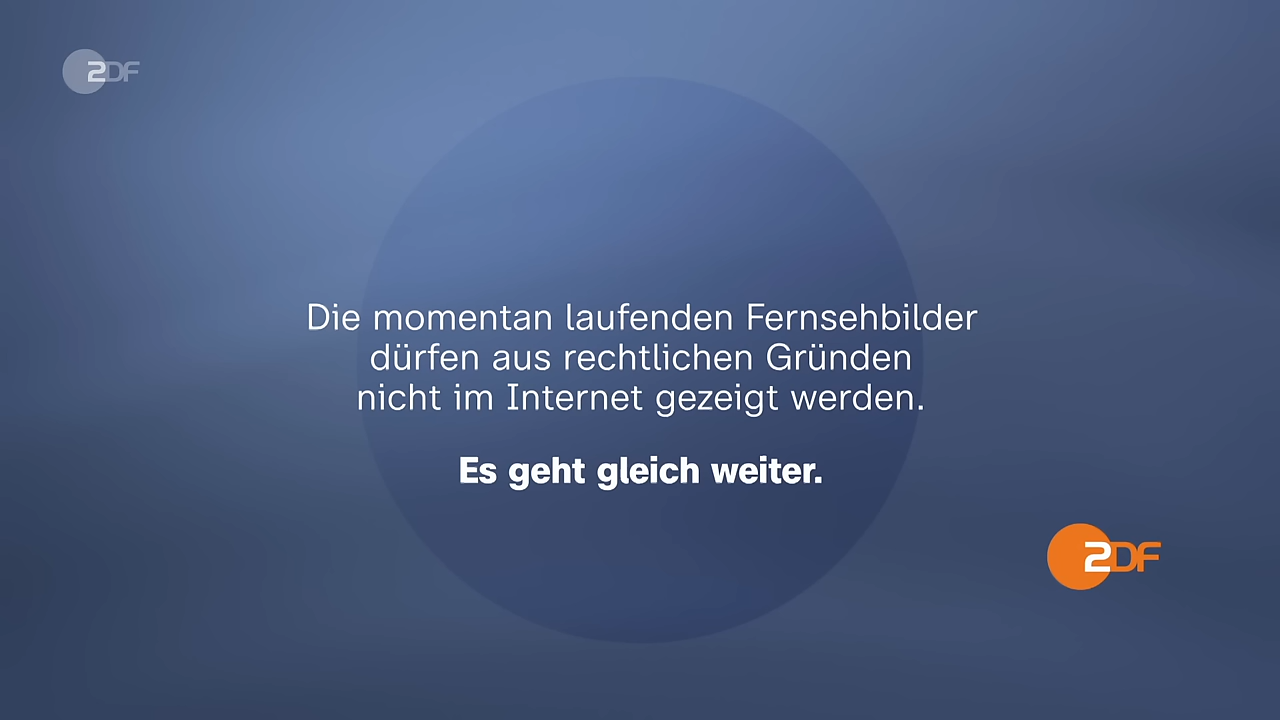 ZDF
Die momentan laufenden Fernsehbilder
dürfen aus rechtlichen Gründen
nicht im Internet gezeigt werden.
Es geht gleich weiter.
ZDF